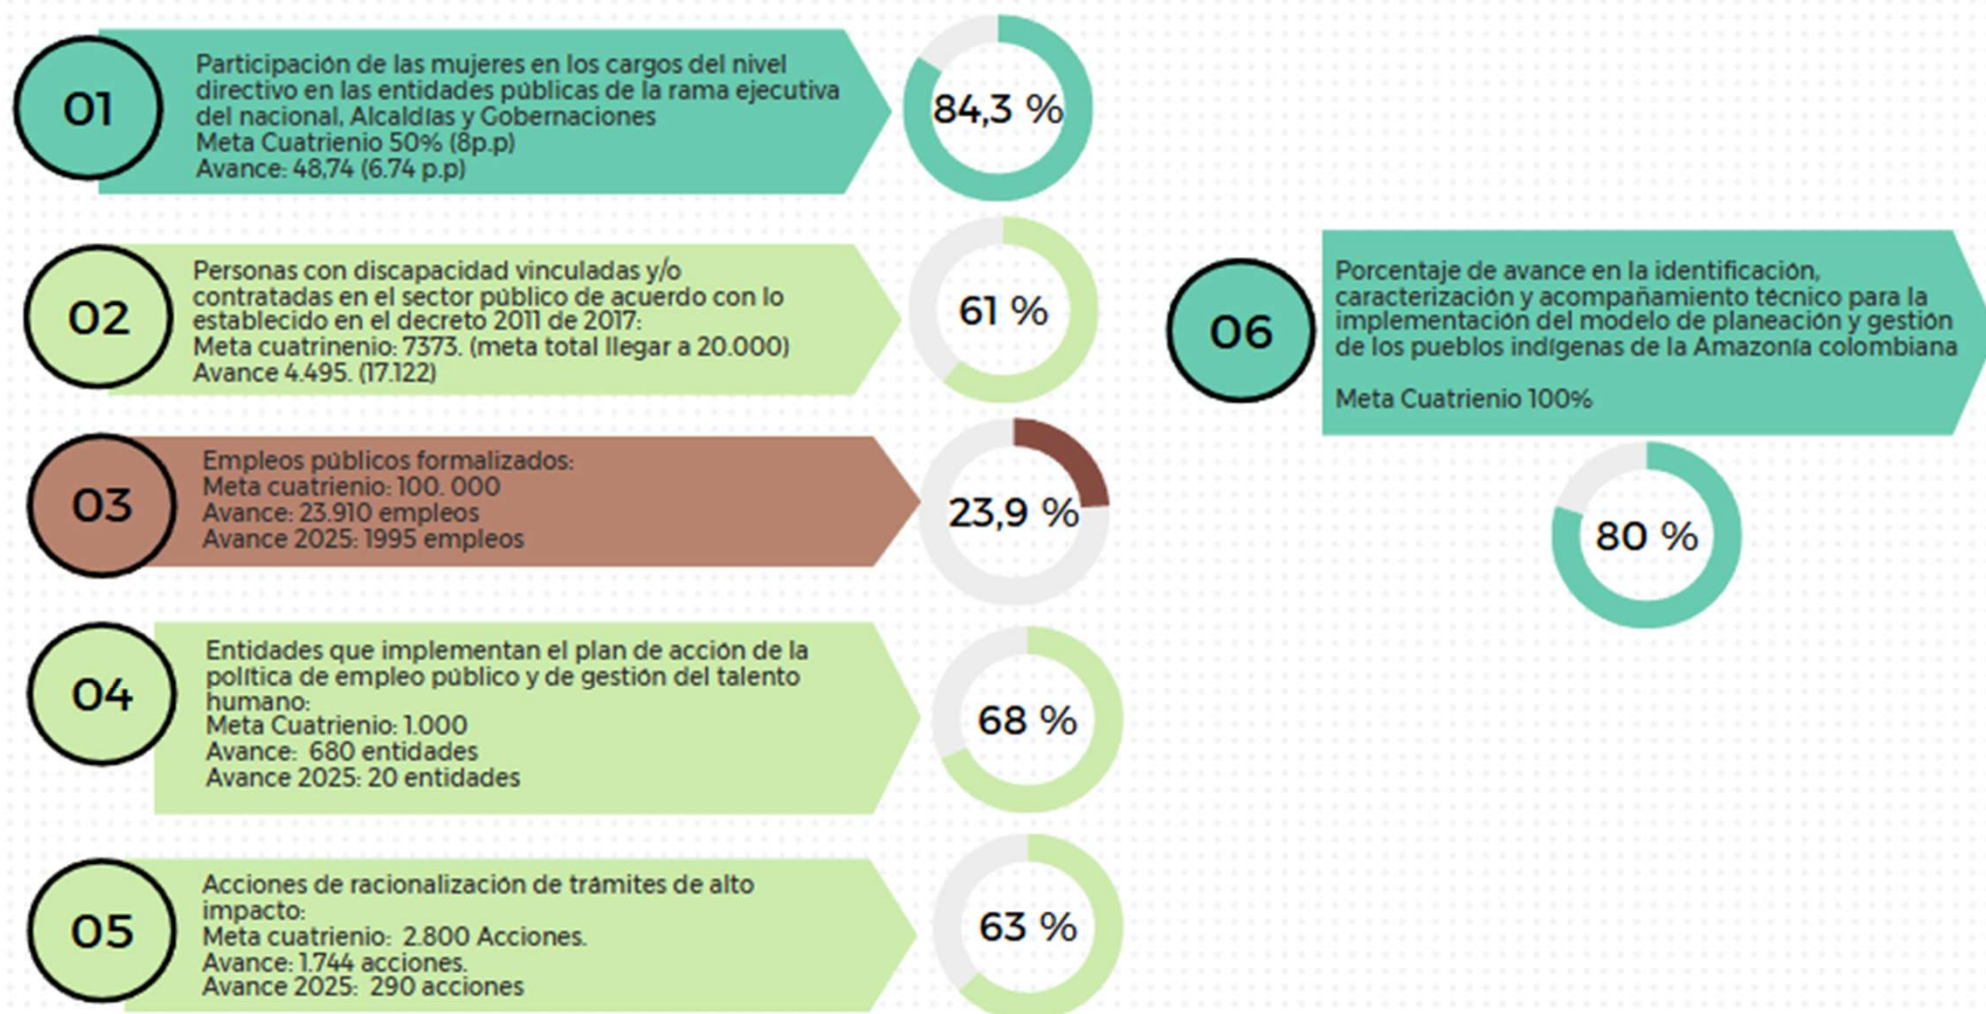 01
Participación de las mujeres en los cargos del nivel
directivo en las entidades públicas de la rama ejecutiva
del nacional, Alcaldías y Gobernaciones
Meta Cuatrienio 50% (8p.p)
Avance: 48,74 (6.74 p.p)
84,3 %
02
Personas con discapacidad vinculadas y/o
contratadas en el sector público de acuerdo con lo
establecido en el decreto 2011 de 2017:
Meta cuatrinenio: 7373. (meta total llegar a 20.000)
Avance 4.495. (17.122)
61 %
03
Empleos públicos formalizados:
Meta cuatrienio: 100. 000
Avance: 23.910 empleos
Avance 2025: 1995 empleos
23,9 %
04
Entidades que implementan el plan de acción de la
política de empleo público y de gestión del talento
humano:
Meta Cuatrienio: 1.000
Avance:  680 entidades
Avance 2025: 20 entidades
68 %
05
Acciones de racionalización de trámites de alto
impacto:
Meta cuatrienio:  2.800 Acciones.
Avance: 1.744 acciones.
Avance 2025:  290 acciones
63 %
06
Porcentaje de avance en la identificación,
caracterización y acompañamiento técnico para la
implementación del modelo de planeación y gestión
de los pueblos indígenas de la Amazonía colombiana
Meta Cuatrienio 100%
80 %